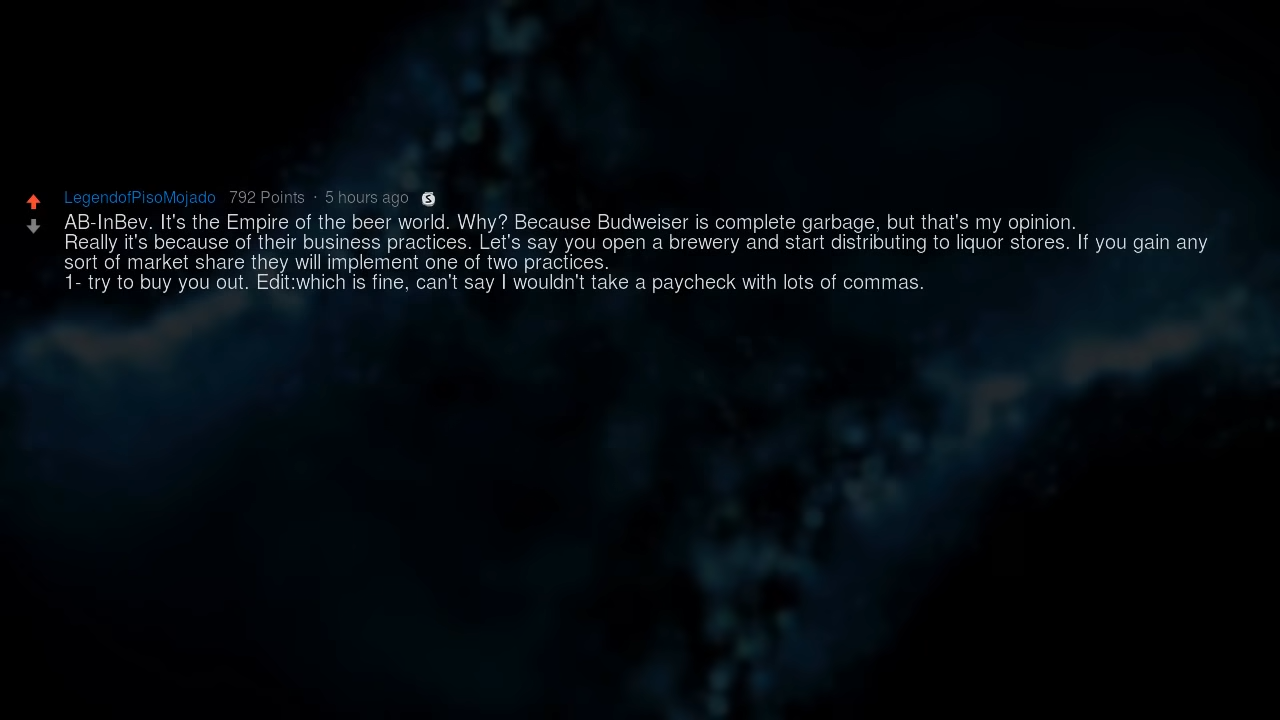 LegendofPisoMojado 792 Points · 5 hours ago S
AB-InBev. It's the Empire of the beer world. Why? Because Budweiser is complete garbage, but that's my opinion.
Really it's because of their business practices. Let's say you open a brewery and start distributing to liquor stores. If you gain any
sort of market share they will implement one of two practices.
1- try to buy you out. Edit:which is fine, can't say I wouldn't take a paycheck with lots of commas.